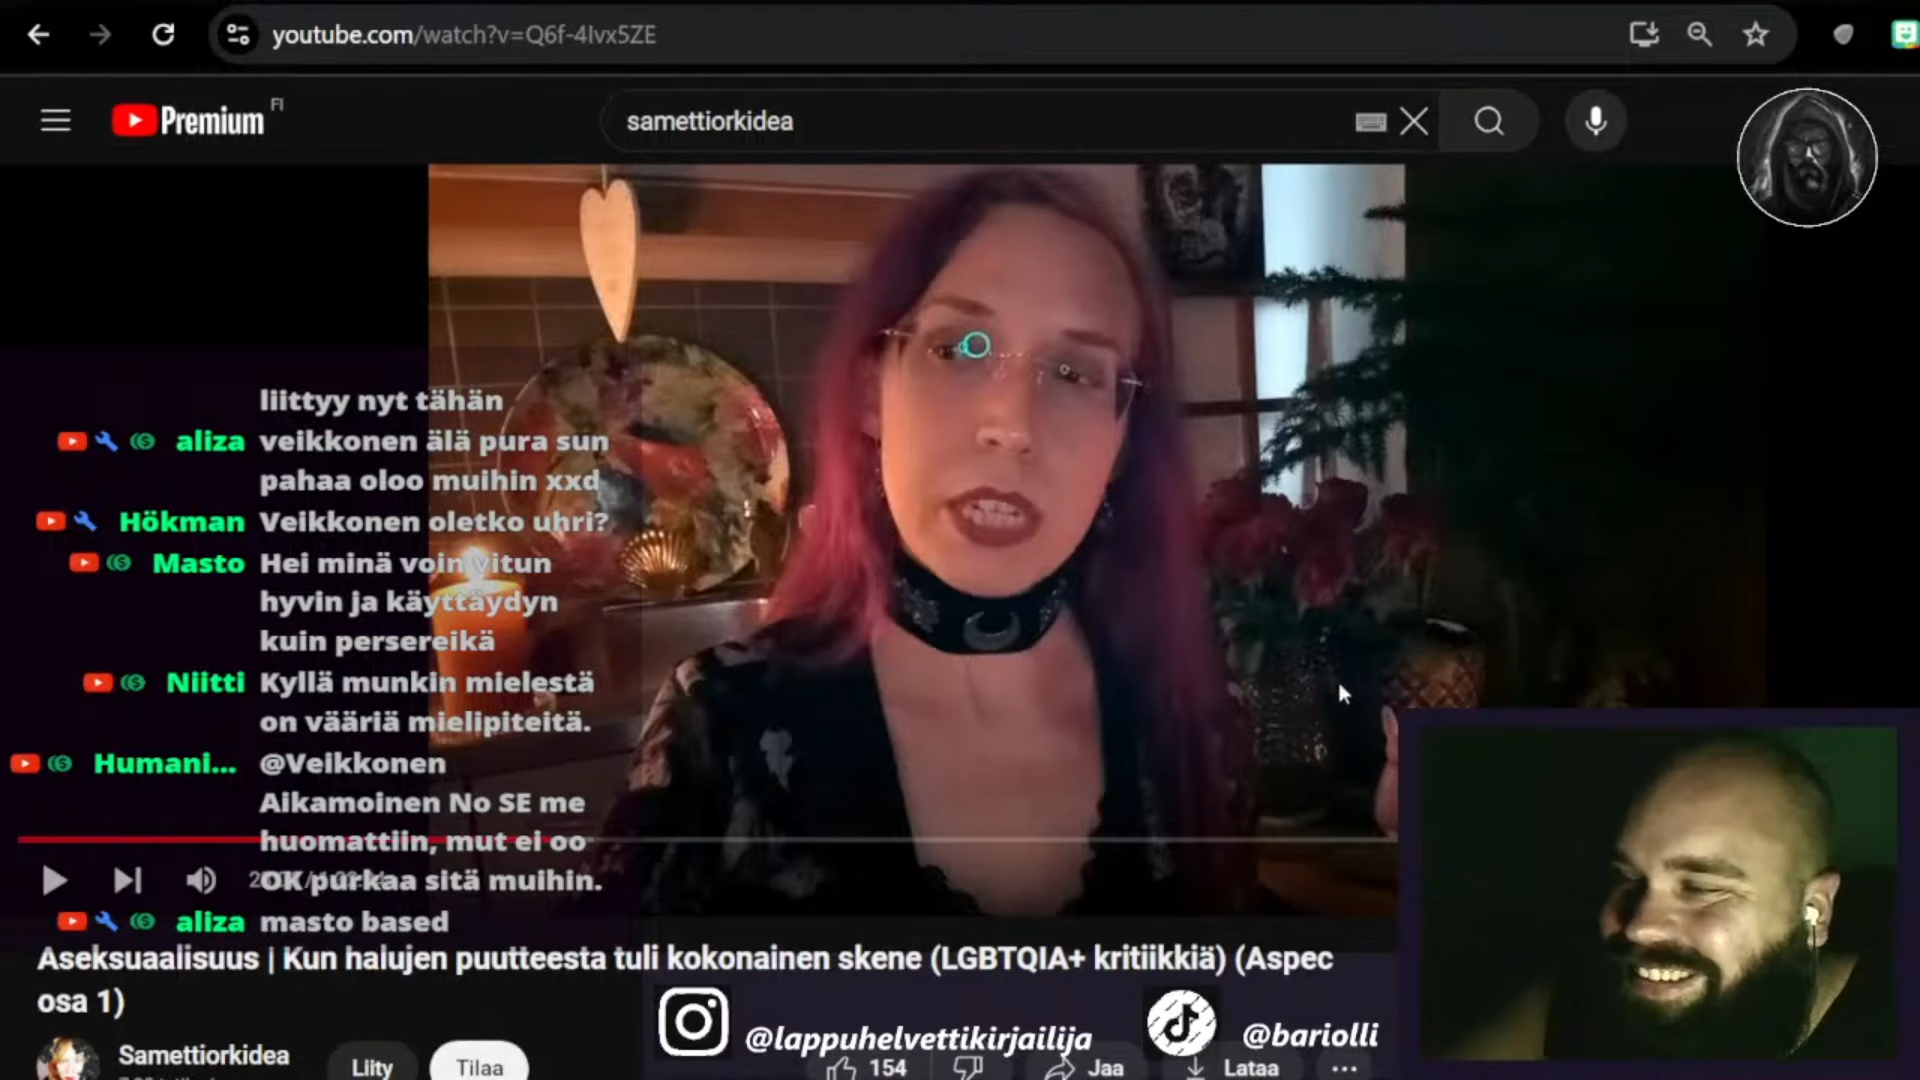 youtube.com/watch?v=Q6f-4lvx5ZE
Premium
FI
samettiorkidea
liittyy nyt tähän
aliza veikkonen älä pura sun
pahaa oloo muihin xxd
Hökman Veikkonen oletko uhri?
Masto Hei minä voin vitun
hyvin ja käyttäydyn
kuin persereikä
Niitti Kyllä munkin mielestä
on vääriä mielipiteitä.
Humani... @Veikkonen
Aikamoinen No SE me
huomattiin, mut ei oo
OK purkaa sitä muihin.
aliza masto based
Aseksuaalisuus | Kun halujen puutteesta tuli kokonainen skene (LGBTQIA+ kritiikkiä) (Aspec
osa 1)
@lappuhelvettikirjailija
@bariolli
Samettiorkidea
Liity
Tilaa
154
Jaa
Lataa